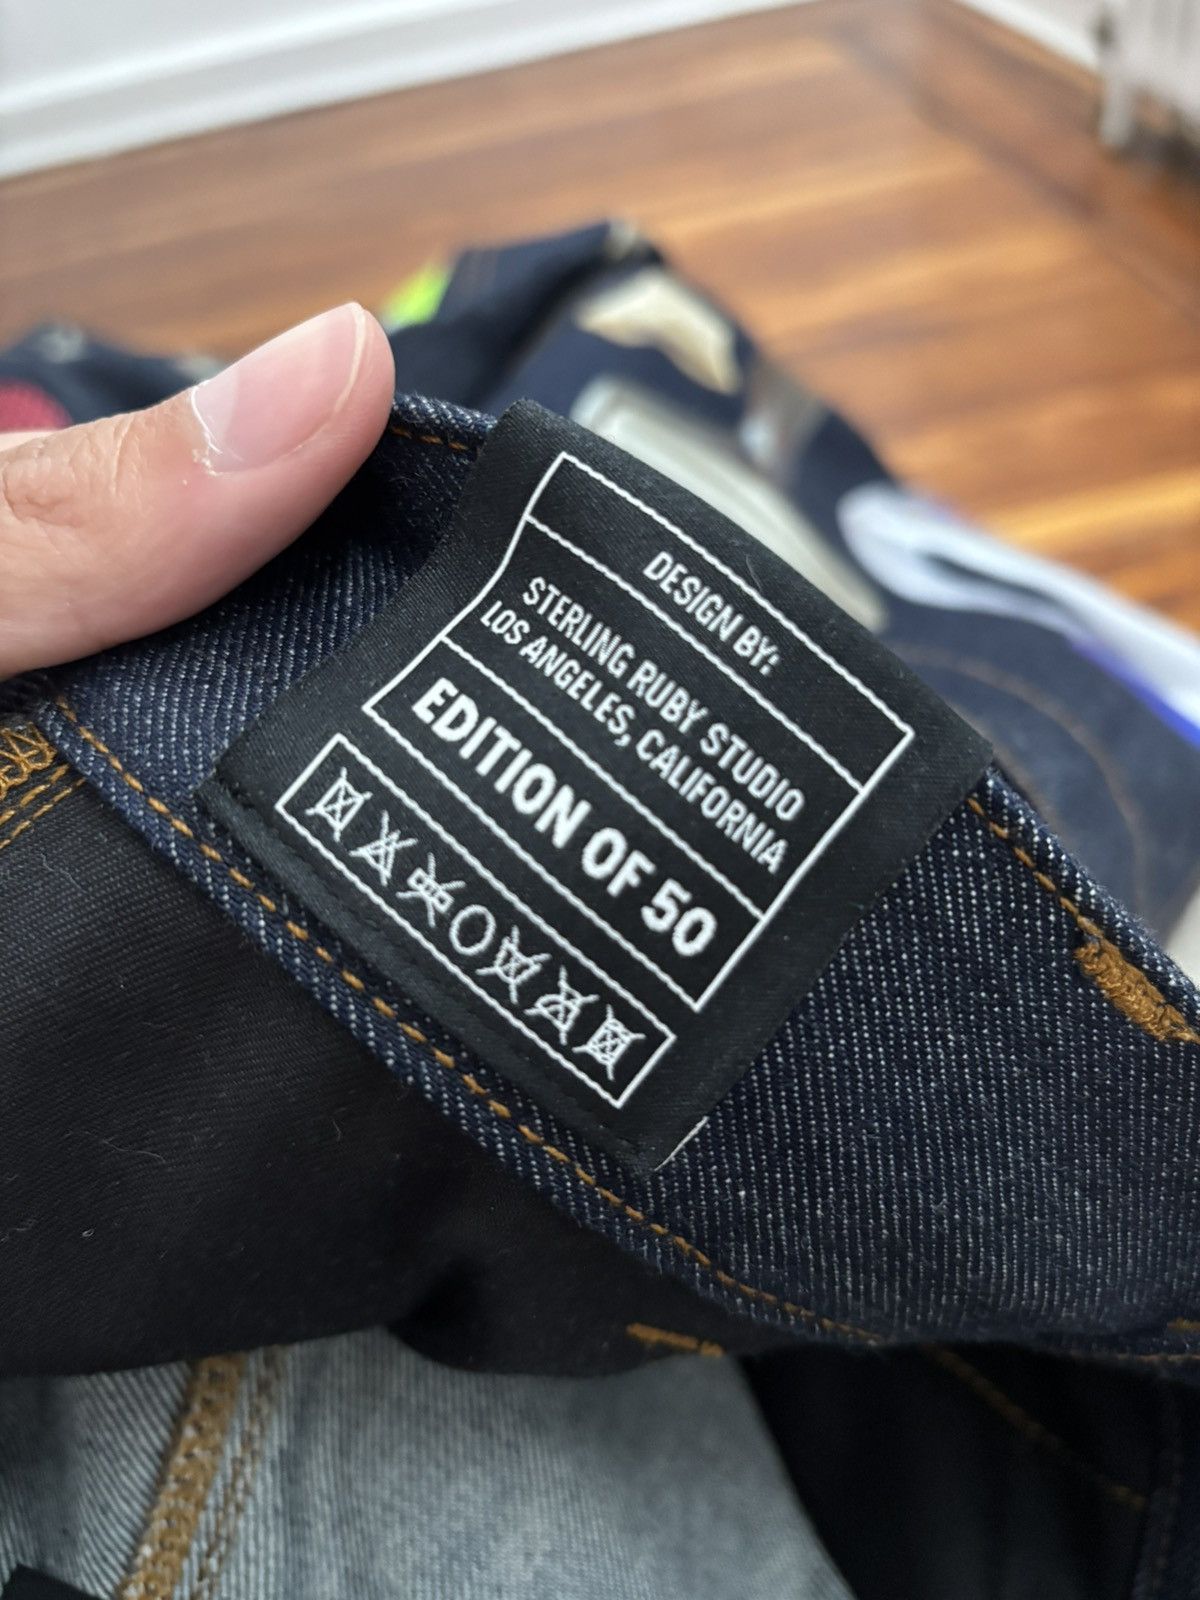 DESIGN BY:
STERLING RUBY STUDIO
LOS ANGELES, CALIFORNIA
EDITION OF 50